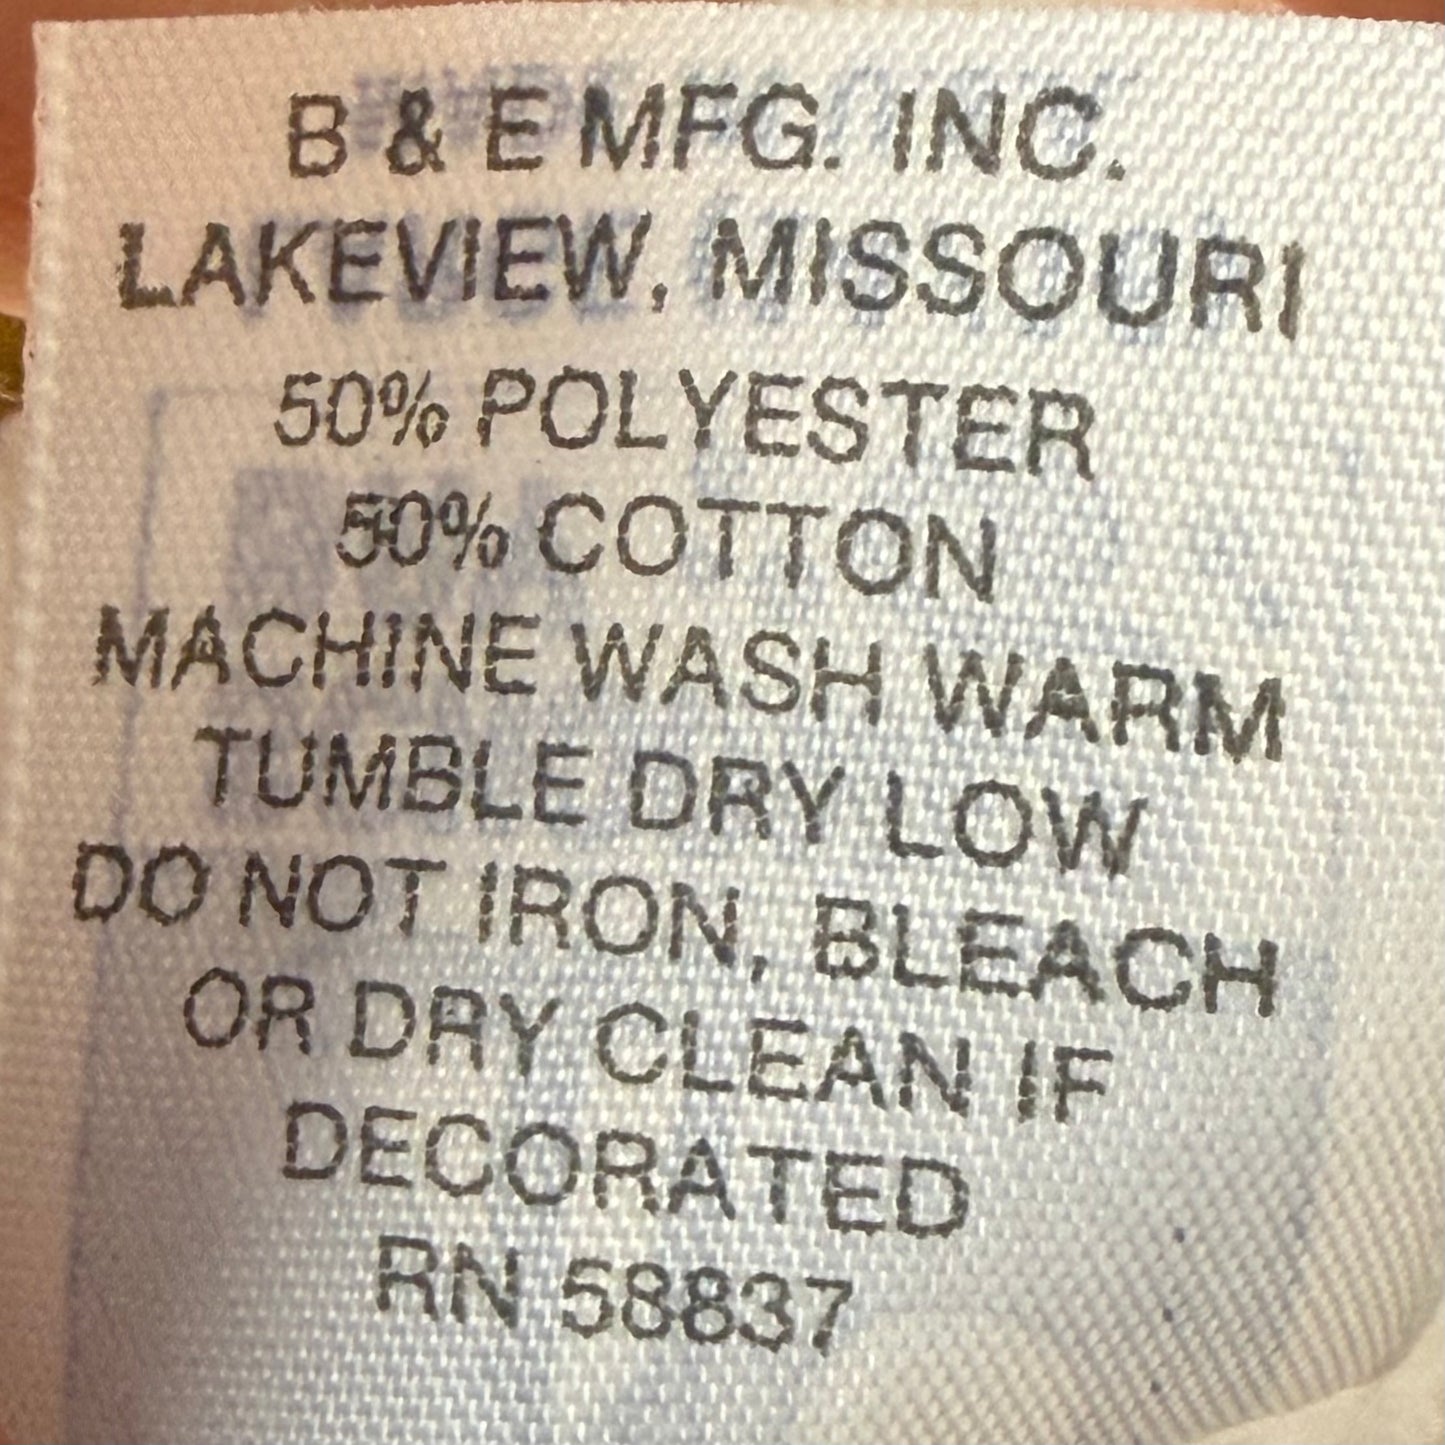 B & E MFG. INC.
LAKEVIEW, MISSOURI
50% POLYESTER
50% COTTON
MACHINE WASH WARM
TUMBLE DRY LOW
DO NOT IRON, BLEACH
OR DRY CLEAN IF
DECORATED
RN 58837